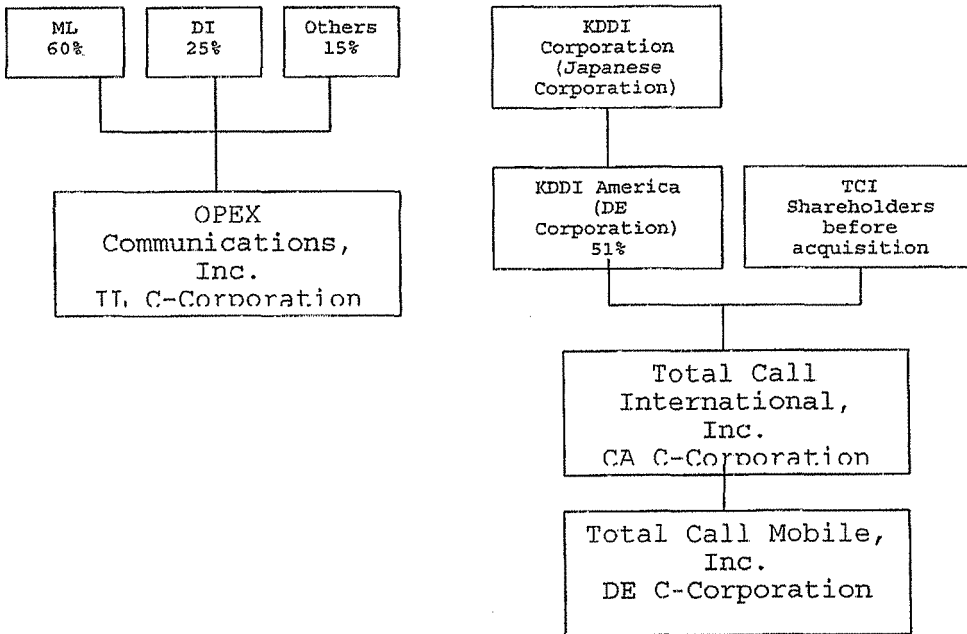 ML
60%
DI
25%
Others
15%
KDDI
Corporation
(Japanese
Corporation)
OPEX
Communications,
Inc.
IL C-Corporation
KDDI America
(DE
Corporation)
51%
TCI
Shareholders
before
acquisition
Total Call
International,
Inc.
CA C-Corporation
Total Call Mobile,
Inc.
DE C-Corporation